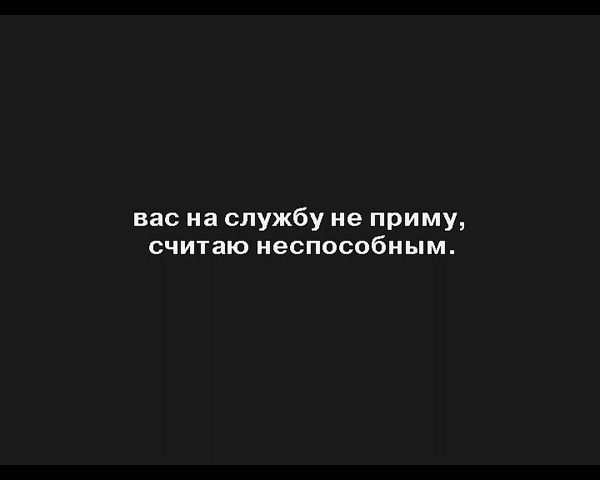 вас на службу не приму,
считаю неспособным.